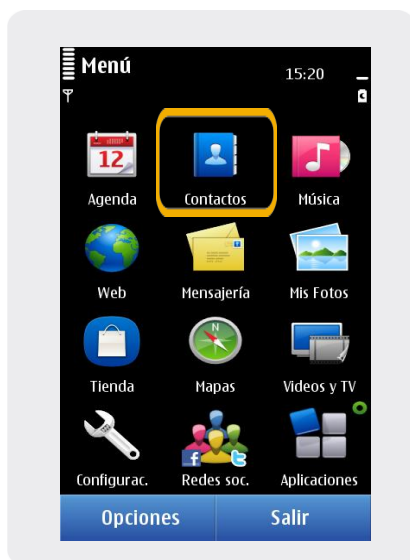 Menú
15:20
12
Agenda Contactos Música
N
Web Mensajería Mis Fotos
Tienda Mapas Videos y TV
Configurac. Redes soc. Aplicaciones
Opciones Salir